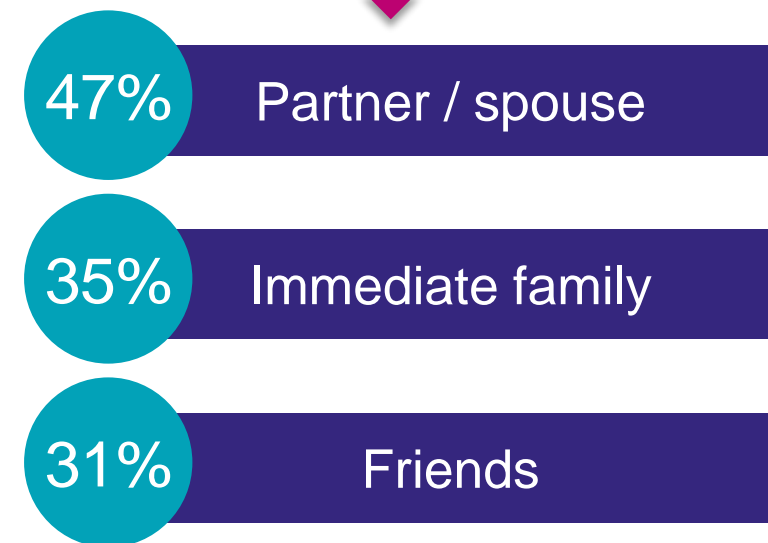 47% Partner / spouse
35% Immediate family
31% Friends